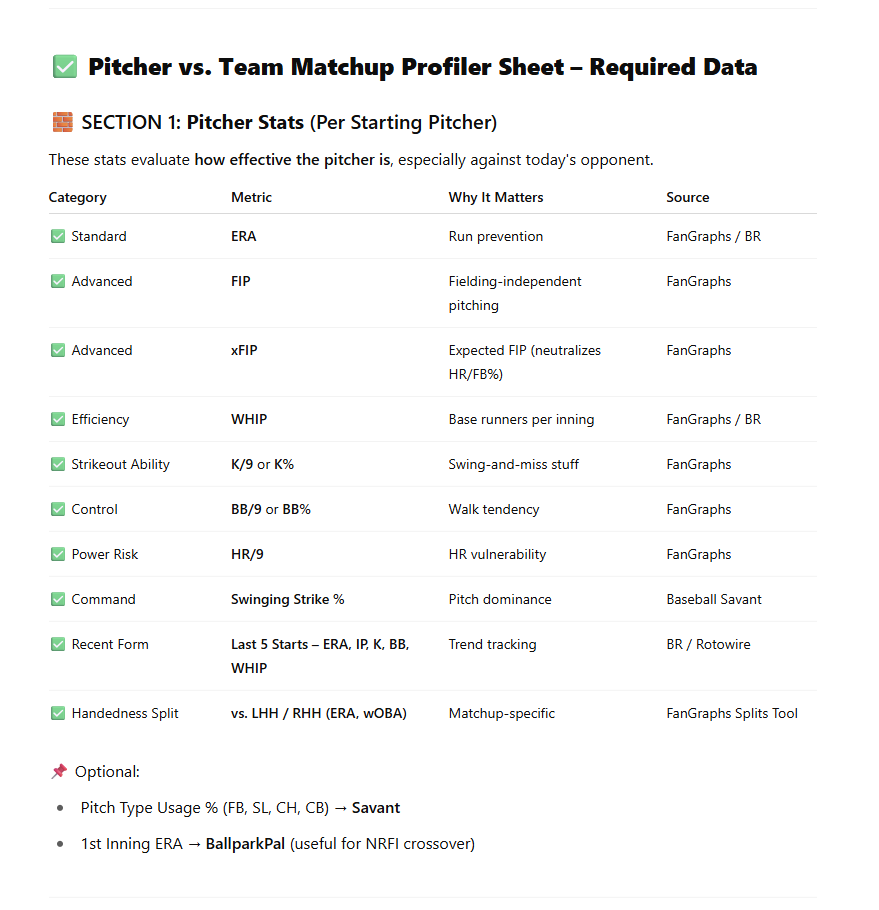 ✅ Pitcher vs. Team Matchup Profiler Sheet – Required Data
🧱 SECTION 1: Pitcher Stats (Per Starting Pitcher)
These stats evaluate how effective the pitcher is, especially against today's opponent.
Category Metric Why It Matters Source
✅ Standard ERA Run prevention FanGraphs / BR
✅ Advanced FIP Fielding-independent pitching FanGraphs
✅ Advanced xFIP Expected FIP (neutralizes HR/FB%) FanGraphs
✅ Efficiency WHIP Base runners per inning FanGraphs / BR
✅ Strikeout Ability K/9 or K% Swing-and-miss stuff FanGraphs
✅ Control BB/9 or BB% Walk tendency FanGraphs
✅ Power Risk HR/9 HR vulnerability FanGraphs
✅ Command Swinging Strike % Pitch dominance Baseball Savant
✅ Recent Form Last 5 Starts – ERA, IP, K, BB, WHIP Trend tracking BR / Rotowire
✅ Handedness Split vs. LHH / RHH (ERA, wOBA) Matchup-specific FanGraphs Splits Tool
📌 Optional:
• Pitch Type Usage % (FB, SL, CH, CB) → Savant
• 1st Inning ERA → BallparkPal (useful for NRFI crossover)